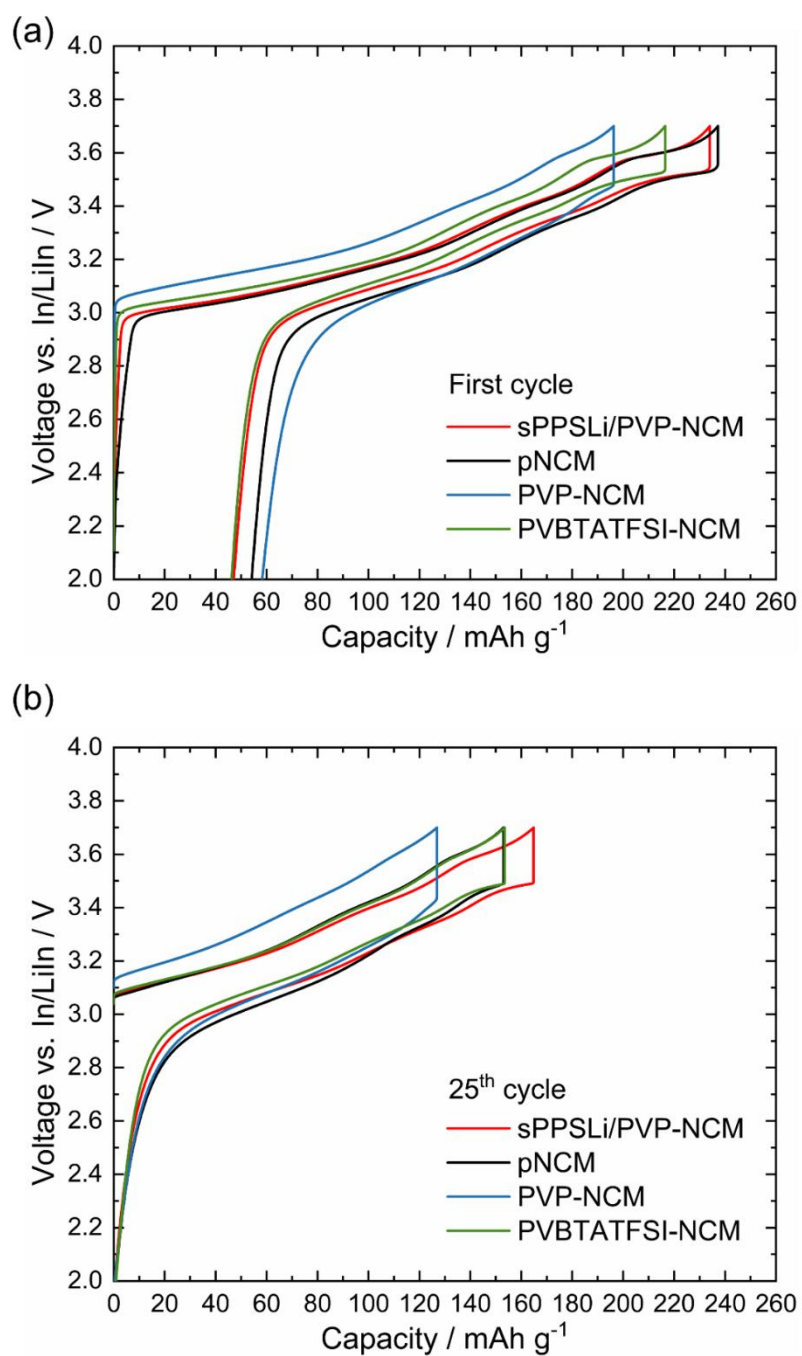 (a)
4.0
3.8
3.6
3.4
3.2
3.0
2.8
2.6
2.4
2.2
2.0
Voltage vs. In/LiIn / V
First cycle
sPPSLi/PVP-NCM
pNCM
PVP-NCM
PVBTATFSI-NCM
0 20 40 60 80 100 120 140 160 180 200 220 240 260
Capacity / mAh g⁻¹
(b)
4.0
3.8
3.6
3.4
3.2
3.0
2.8
2.6
2.4
2.2
2.0
Voltage vs. In/LiIn / V
25ᵗʰ cycle
sPPSLi/PVP-NCM
pNCM
PVP-NCM
PVBTATFSI-NCM
0 20 40 60 80 100 120 140 160 180 200 220 240 260
Capacity / mAh g⁻¹